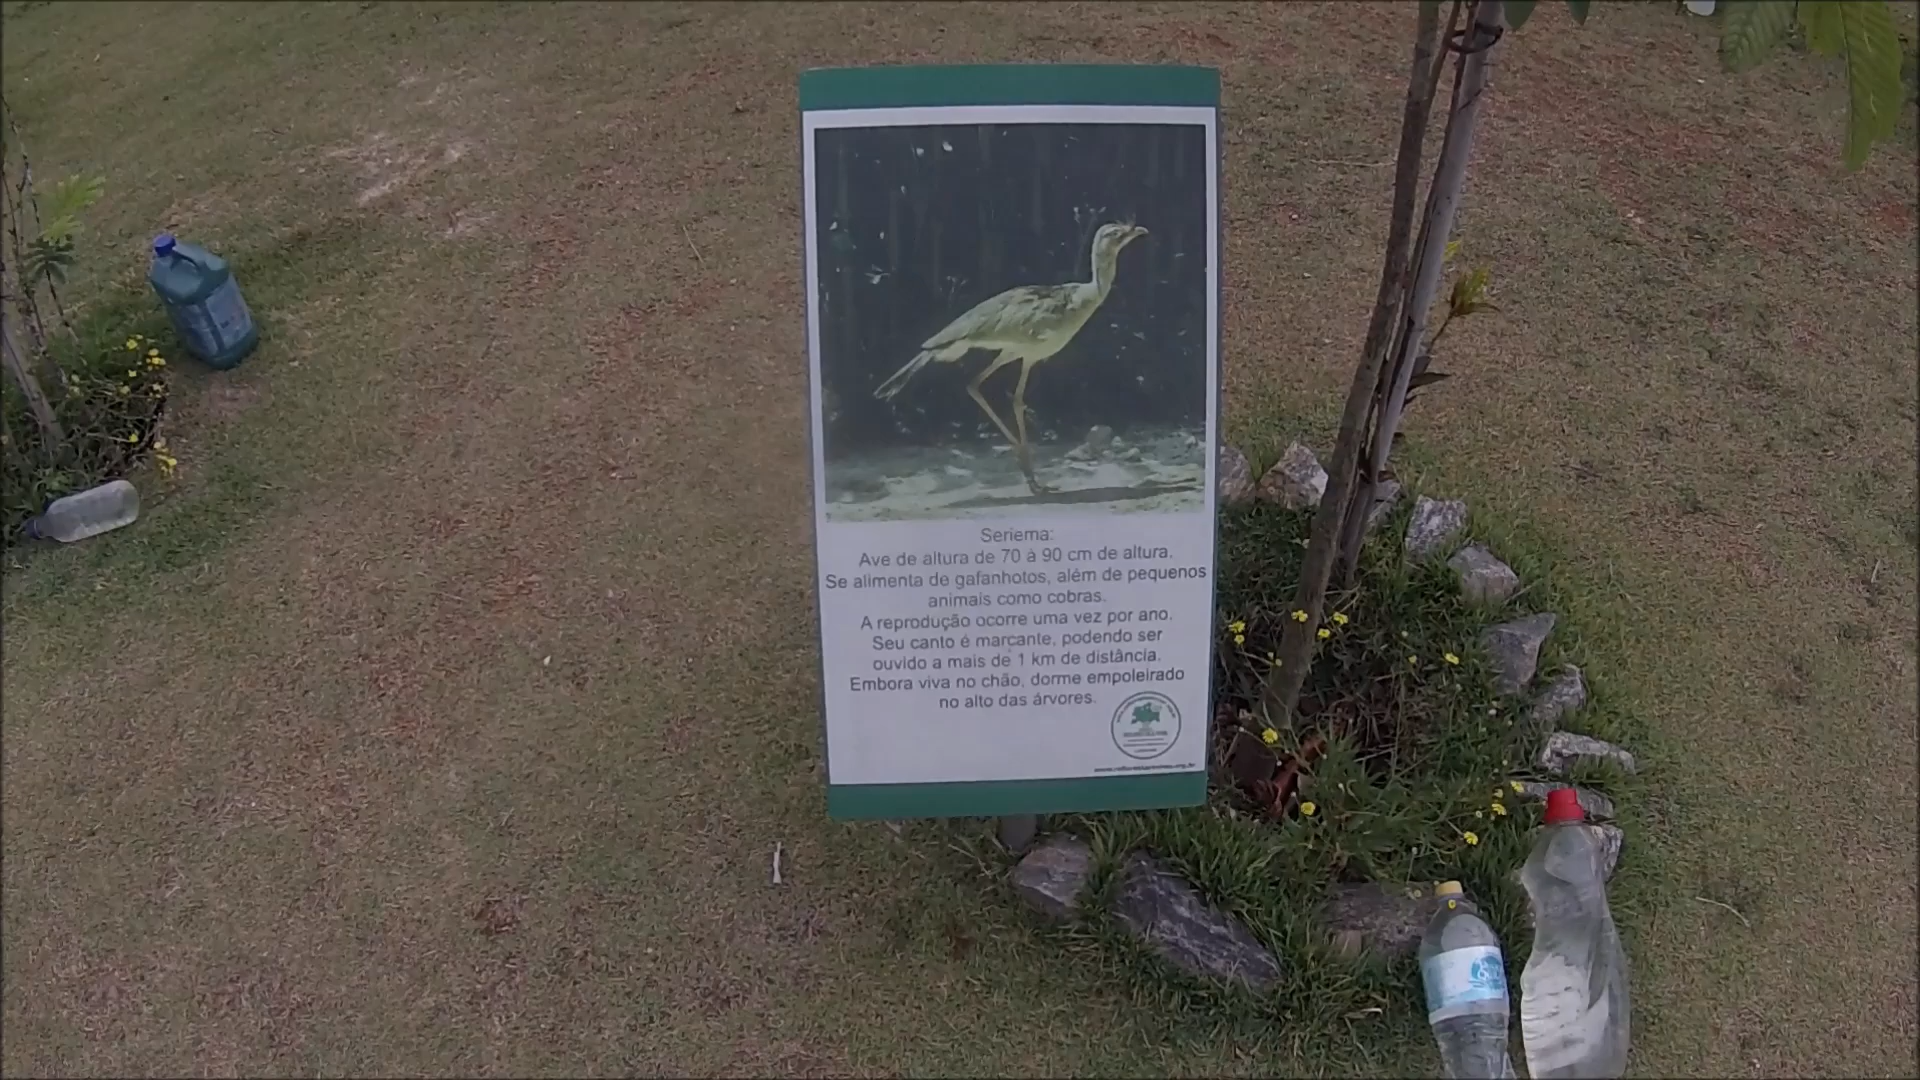 Seriema:
Ave de altura de 70 à 90 cm de altura.
Se alimenta de gafanhotos, além de pequenos
animais como cobras.
A reprodução ocorre uma vez por ano.
Seu canto é marcante, podendo ser
ouvido a mais de 1 km de distância.
Embora viva no chão, dorme empoleirado
no alto das árvores.